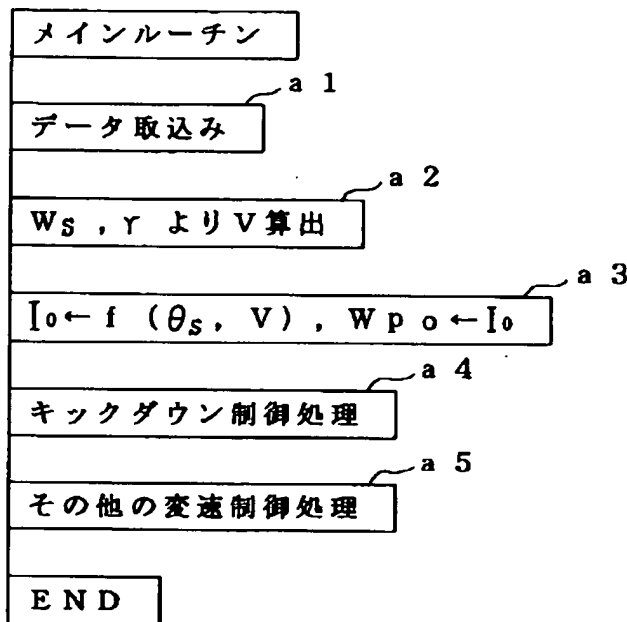 メインルーチン
a 1
データ取込み
a 2
WS , γ よりV算出
a 3
I₀←f (θS, V) , Wpo←I₀
a 4
キックダウン制御処理
a 5
その他の変速制御処理
END